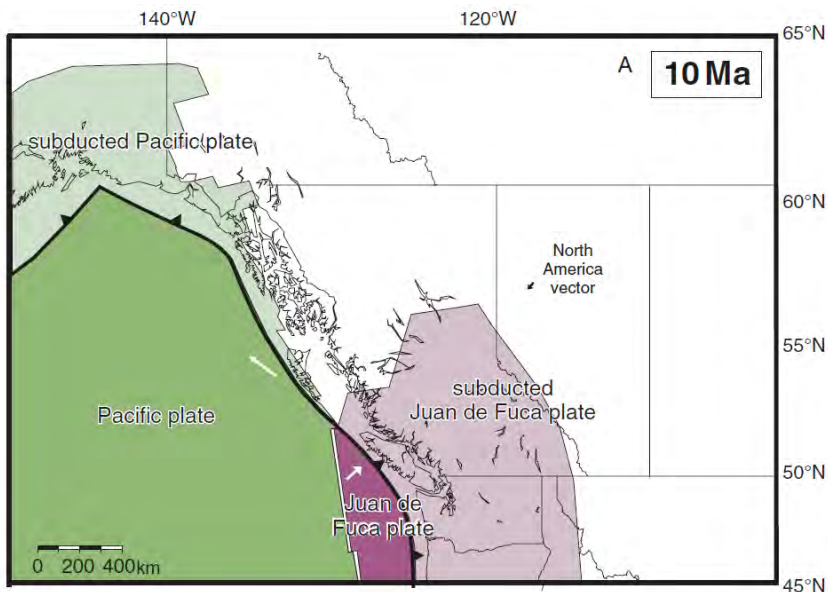 140°W
120°W
65°N
A
10 Ma
subducted Pacific plate
60°N
North
America
vector
55°N
subducted
Juan de Fuca plate
Pacific plate
50°N
Juan de
Fuca plate
0 200 400km
45°N